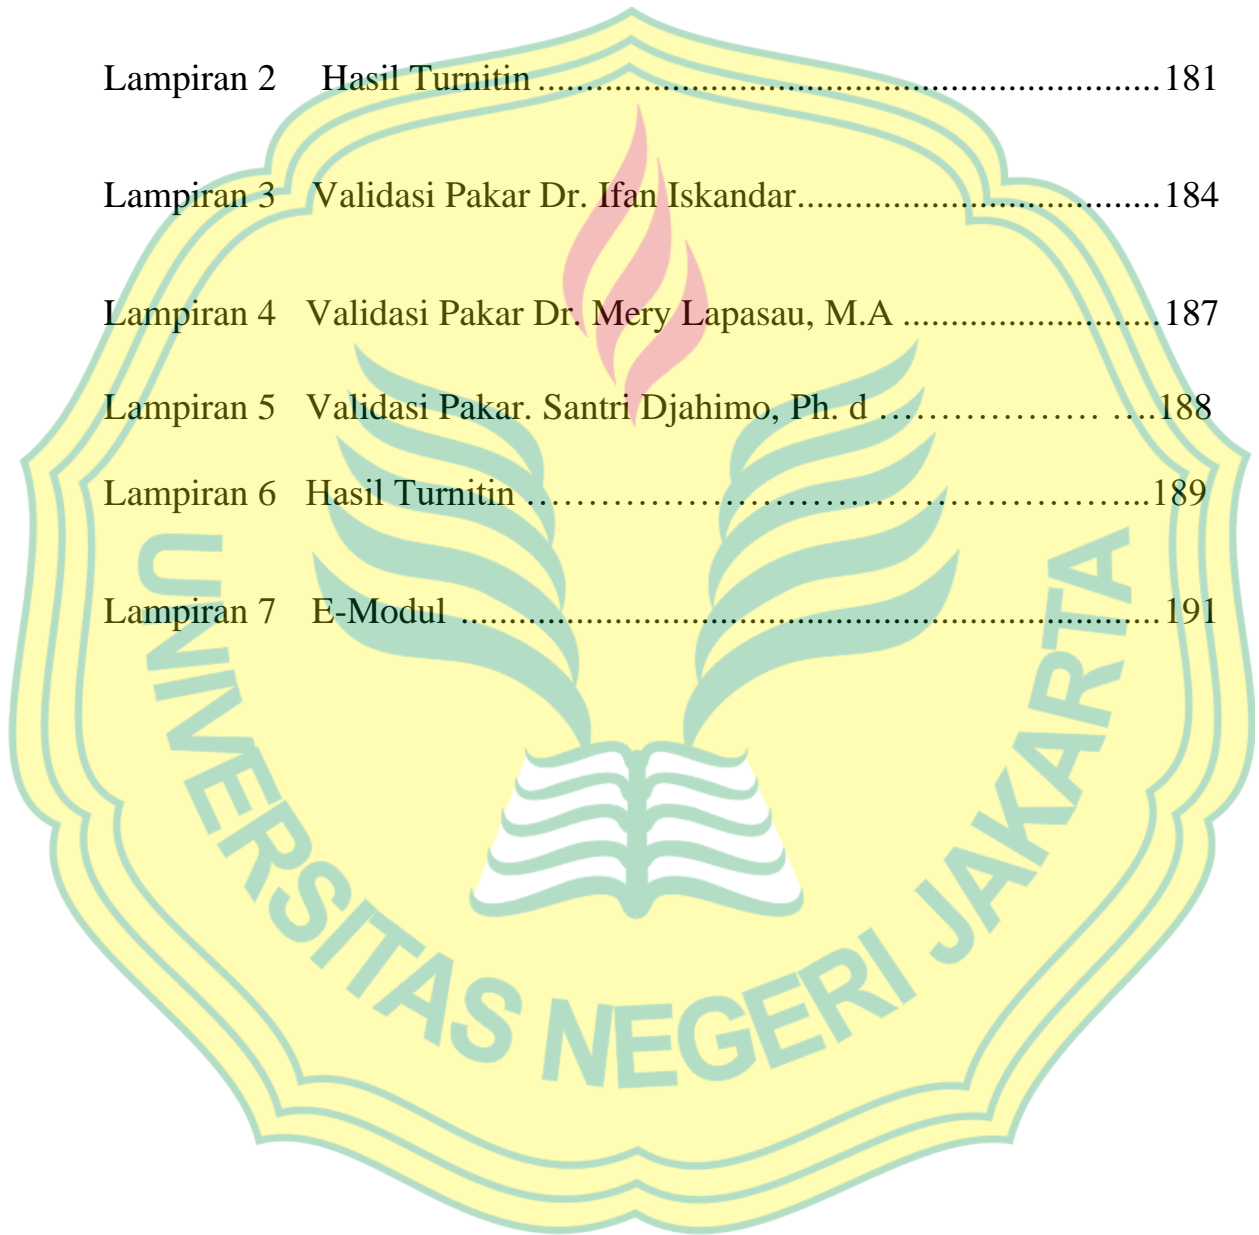 Lampiran 2 Hasil Turnitin ................................................................. 181
Lampiran 3 Validasi Pakar Dr. Ifan Iskandar...................................... 184
Lampiran 4 Validasi Pakar Dr. Mery Lapasau, M.A ........................... 187
Lampiran 5 Validasi Pakar. Santri Djahimo, Ph. d ……………… ….188
Lampiran 6 Hasil Turnitin …………………………………………………...189
Lampiran 7 E-Modul ......................................................................... 191
UNIVERSITAS NEGERI JAKARTA